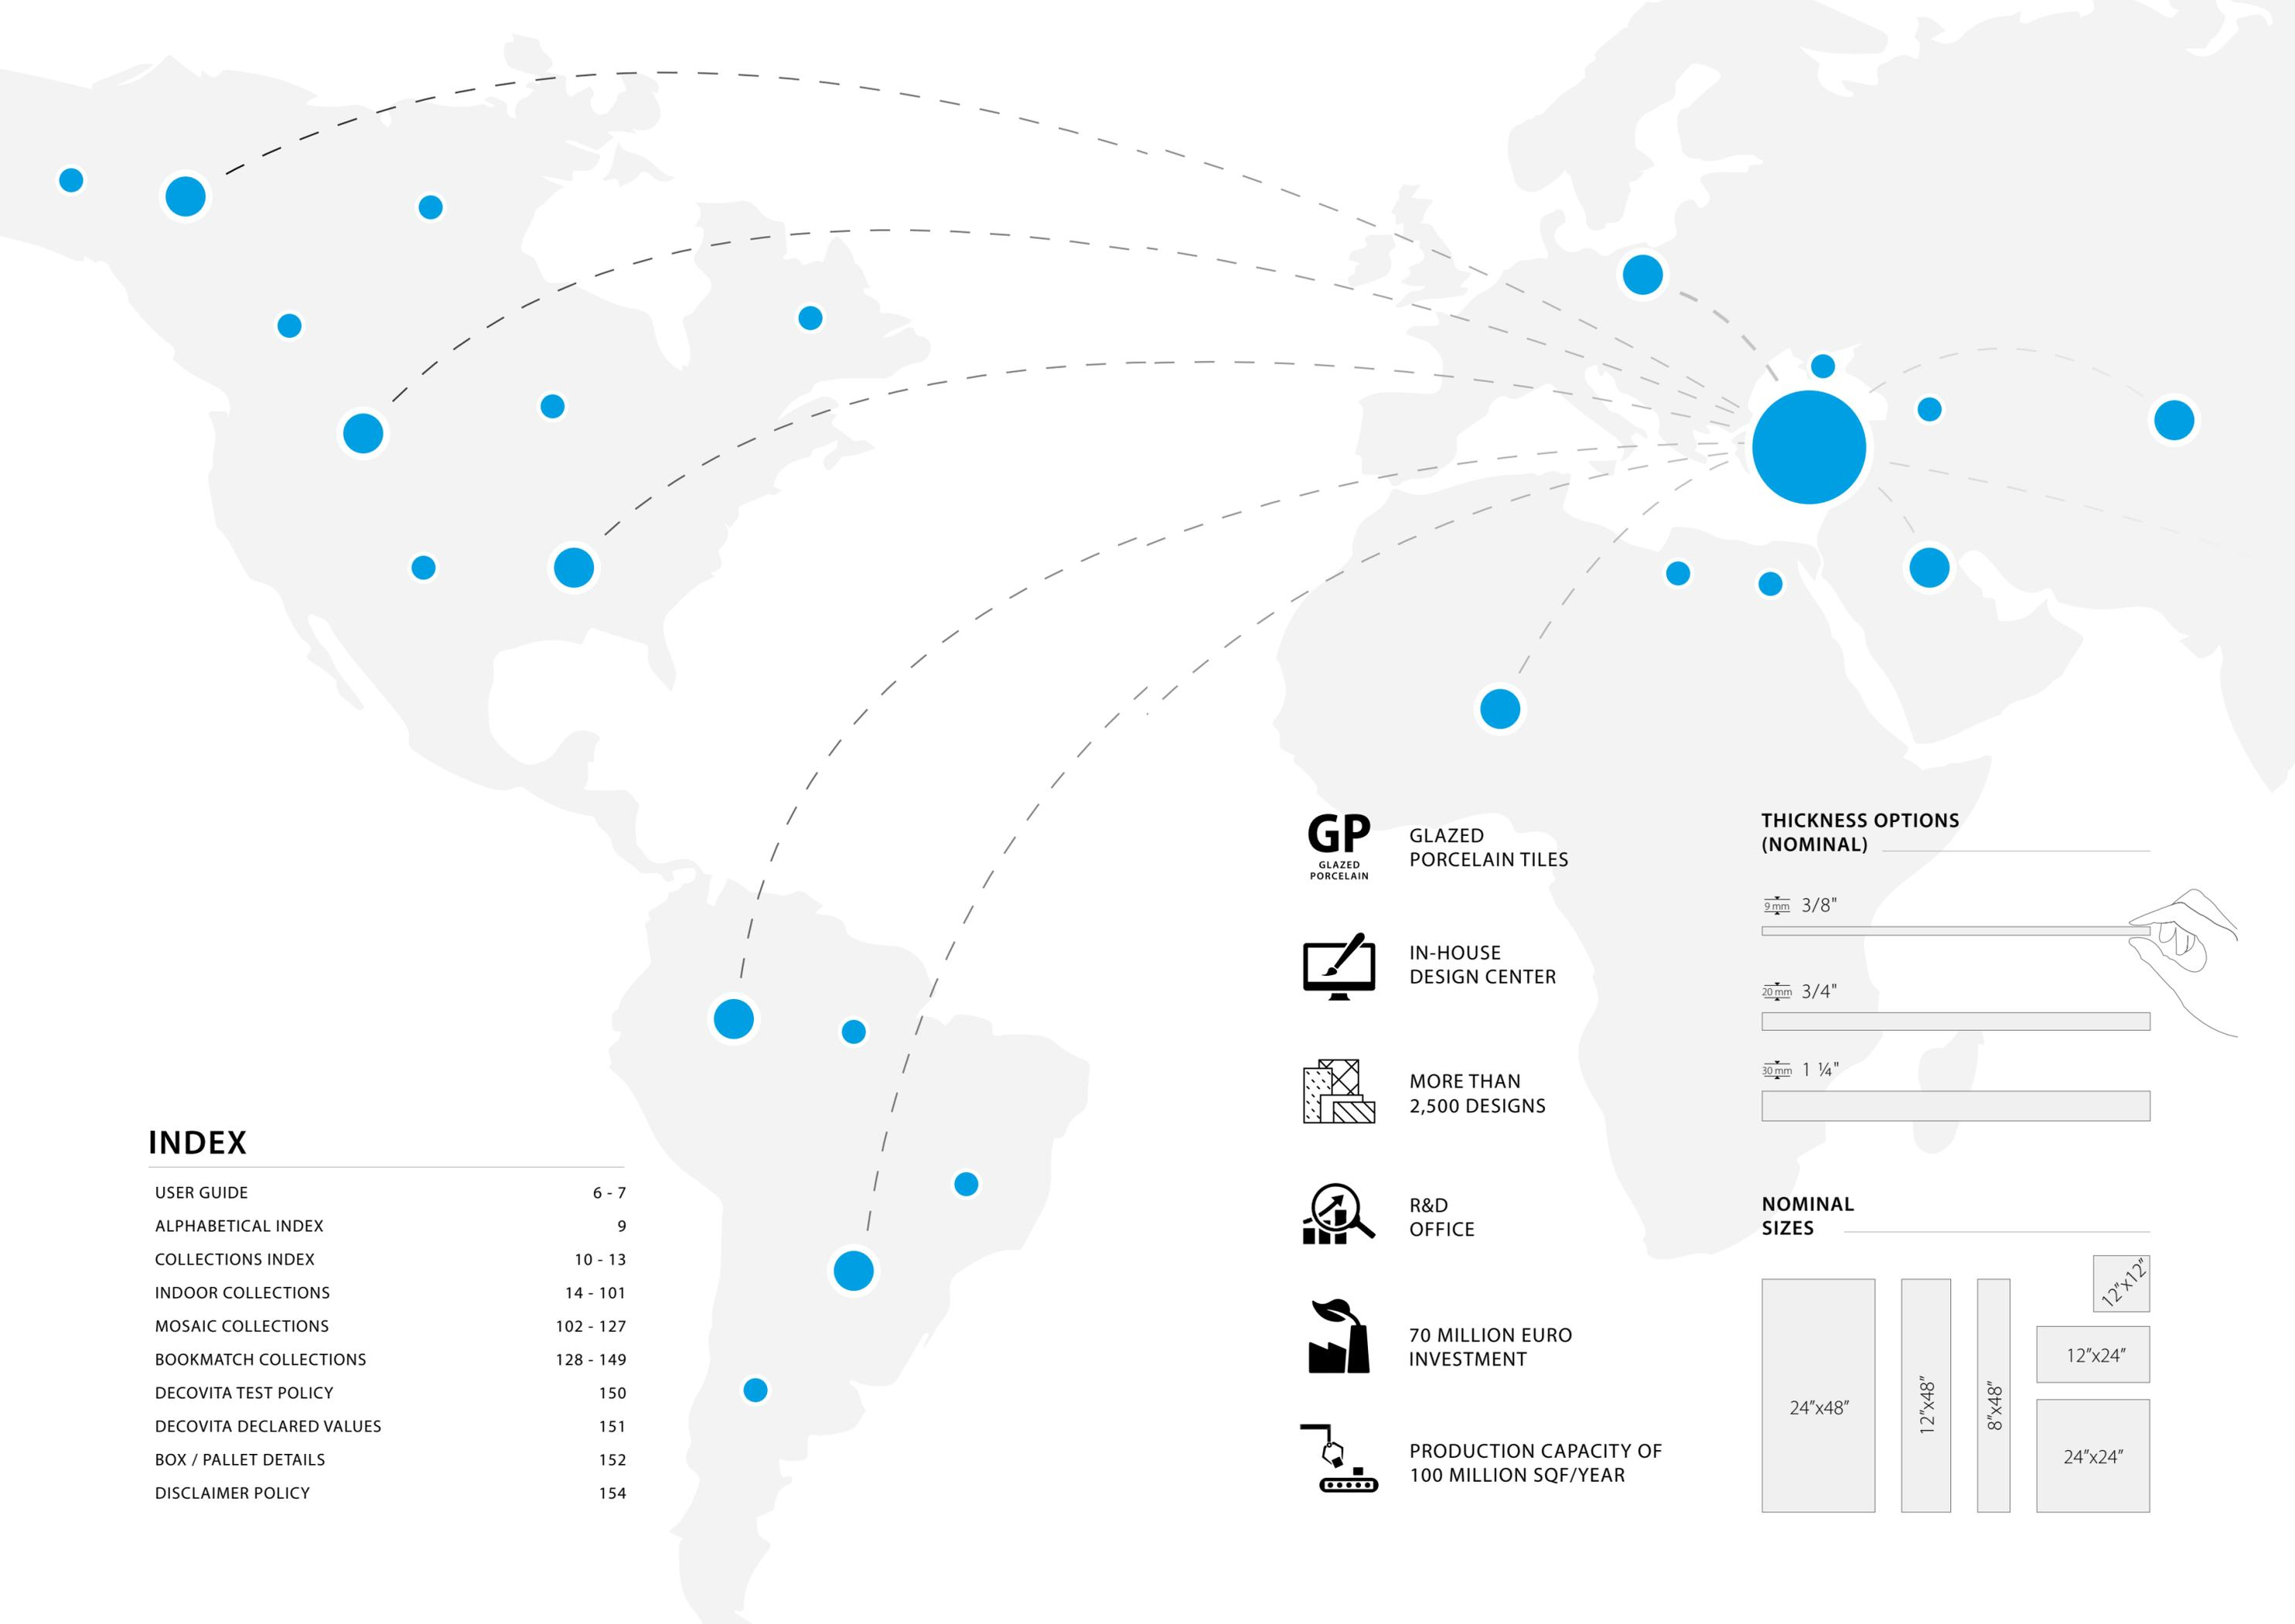 INDEX
USER GUIDE 6 - 7
ALPHABETICAL INDEX 9
COLLECTIONS INDEX 10 - 13
INDOOR COLLECTIONS 14 - 101
MOSAIC COLLECTIONS 102 - 127
BOOKMATCH COLLECTIONS 128 - 149
DECOVITA TEST POLICY 150
DECOVITA DECLARED VALUES 151
BOX / PALLET DETAILS 152
DISCLAIMER POLICY 154
GP
GLAZED
PORCELAIN
GLAZED
PORCELAIN TILES
IN-HOUSE
DESIGN CENTER
MORE THAN
2,500 DESIGNS
R&D
OFFICE
70 MILLION EURO
INVESTMENT
PRODUCTION CAPACITY OF
100 MILLION SQF/YEAR
THICKNESS OPTIONS
(NOMINAL)
9 mm 3/8"
20 mm 3/4"
30 mm 1 ¼"
NOMINAL
SIZES
24”x48”
12”x48”
8”x48”
12”x12”
12”x24”
24”x24”